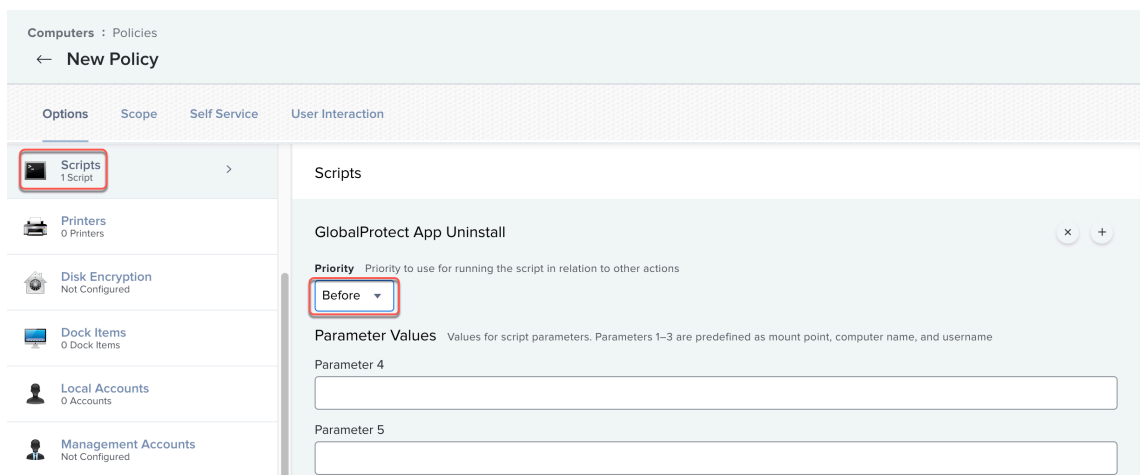 Computers : Policies
← New Policy
Options Scope Self Service User Interaction
Scripts
1 Script
Printers
0 Printers
Disk Encryption
Not Configured
Dock Items
0 Dock Items
Local Accounts
0 Accounts
Management Accounts
Not Configured
Scripts
GlobalProtect App Uninstall
Priority Priority to use for running the script in relation to other actions
Before
Parameter Values Values for script parameters. Parameters 1–3 are predefined as mount point, computer name, and username
Parameter 4
Parameter 5